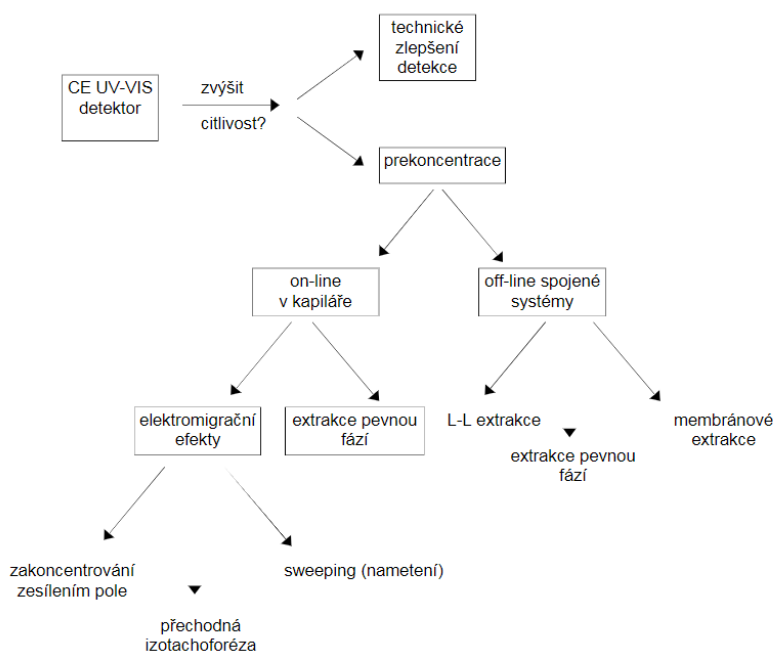 technické
zlepšení
detekce
CE UV-VIS
detektor
zvýšit
citlivost?
prekoncentrace
on-line
v kapiláře
off-line spojené
systémy
elektromigrační
efekty
extrakce pevnou
fází
L-L extrakce
extrakce pevnou
fází
membránové
extrakce
zakoncentrování
zesílením pole
přechodná
izotachoforéza
sweeping (nametení)